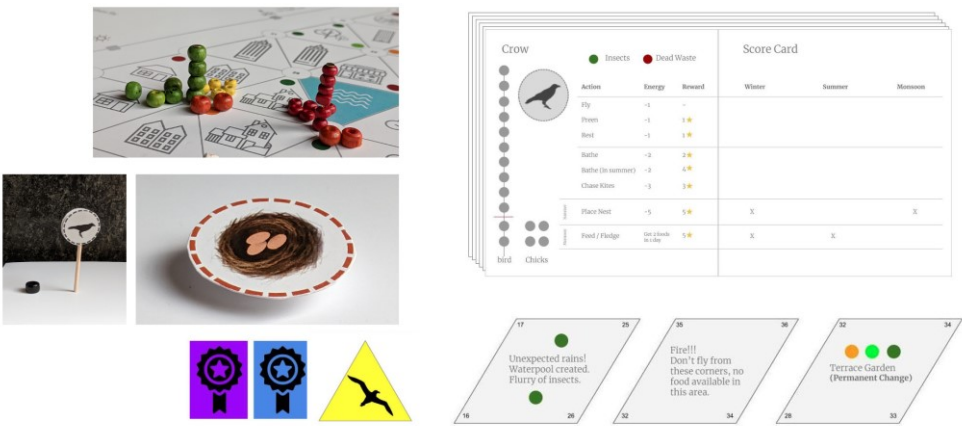 Crow
Score Card
Insects
Dead Waste
Action Energy Reward Winter Summer Monsoon
Fly -1 -
Preen -1 1
Rest -1 1
Bathe -2 2
Bathe (in summer) -2 4
Chase Kites -3 3
Place Nest -5 5 X X
Feed / Fledge Get 2 foods in 1 day 5 X X
bird Chicks
17 25
Unexpected rains!
Waterpool created.
Flurry of insects.
16 26
35 36
Fire!!!
Don't fly from
these corners, no
food available in
this area.
32 34
32 34
Terrace Garden
(Permanent Change)
28 33